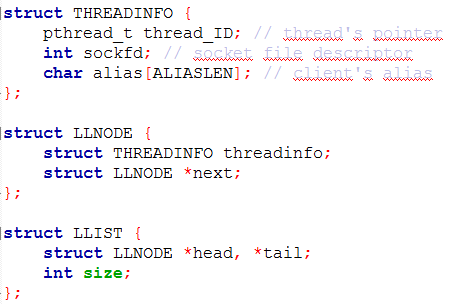 struct THREADINFO {
    pthread_t thread_ID; // thread's pointer
    int sockfd; // socket file descriptor
    char alias[ALIASLEN]; // client's alias
};

struct LLNODE {
    struct THREADINFO threadinfo;
    struct LLNODE *next;
};

struct LLIST {
    struct LLNODE *head, *tail;
    int size;
};